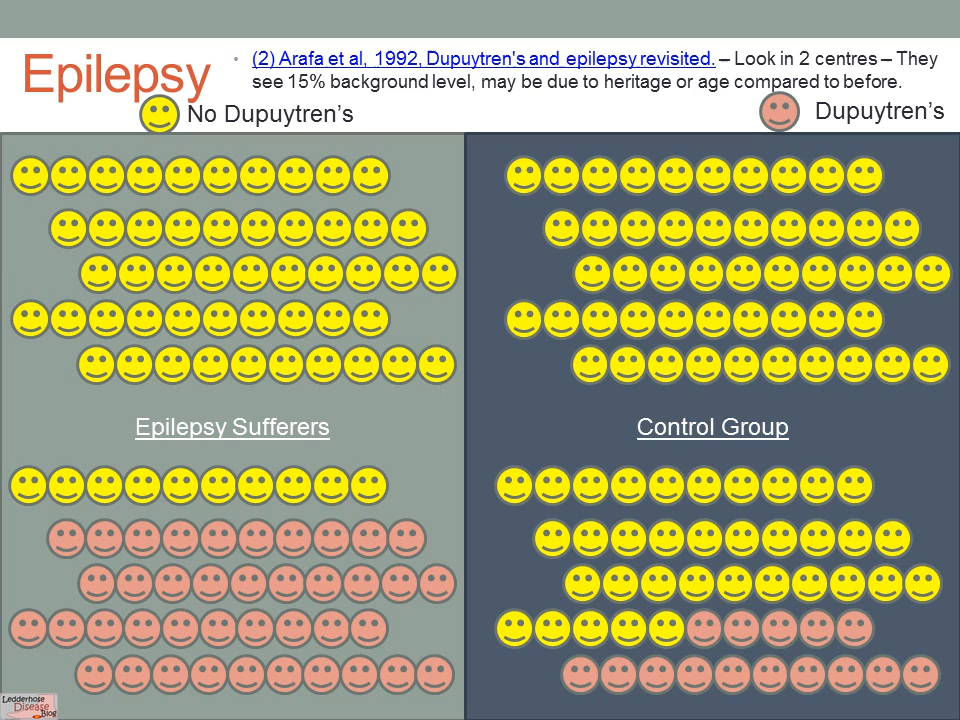 Epilepsy
• (2) Arafa et al, 1992, Dupuytren's and epilepsy revisited. – Look in 2 centres – They
see 15% background level, may be due to heritage or age compared to before.
No Dupuytren's
Dupuytren's
Epilepsy Sufferers
Control Group
Ledderhose
Disease
Blog